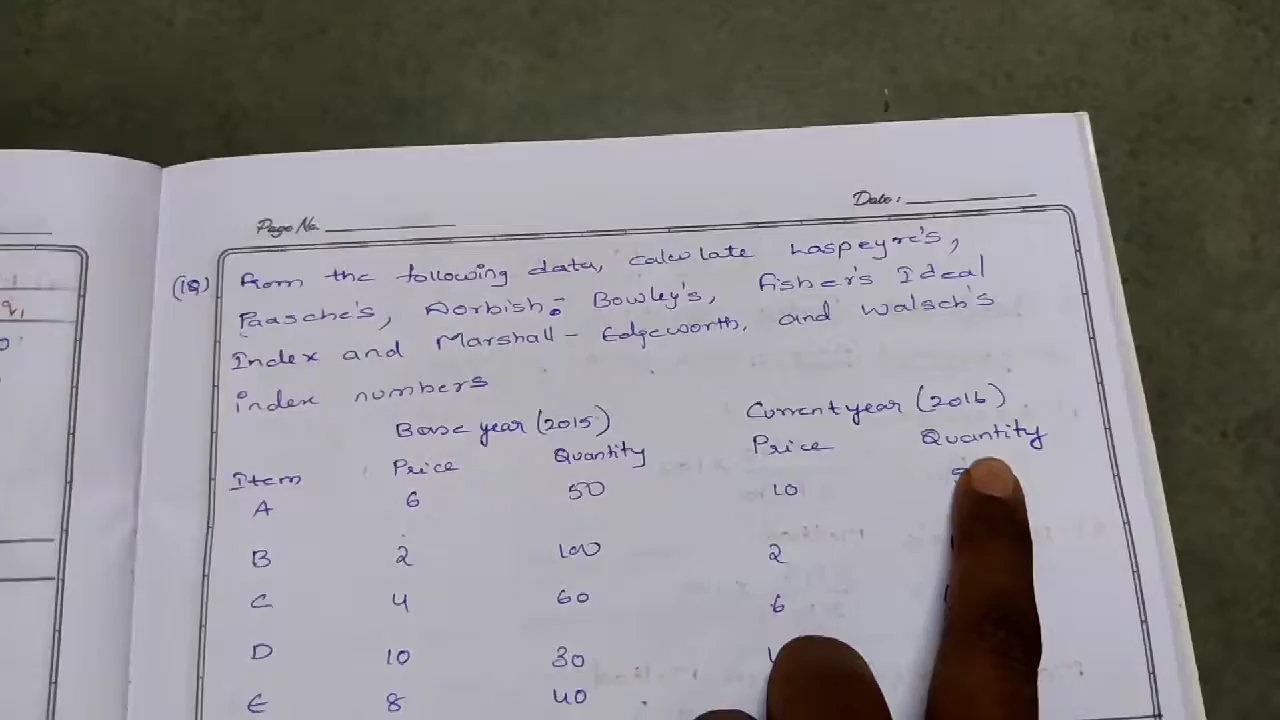 Page No.
Date:
(19) From the following data, calculate Laspeyre's,
Paasche's, Dorbish- Bowley's, Fisher's Ideal
Index and Marshall - Edgeworth, and Walsch's
index numbers
Base year (2015) Current year (2016)
Item Price Quantity Price Quantity
A 6 50 10
B 2 100 2
C 4 60 6
D 10 30
E 8 40
q1